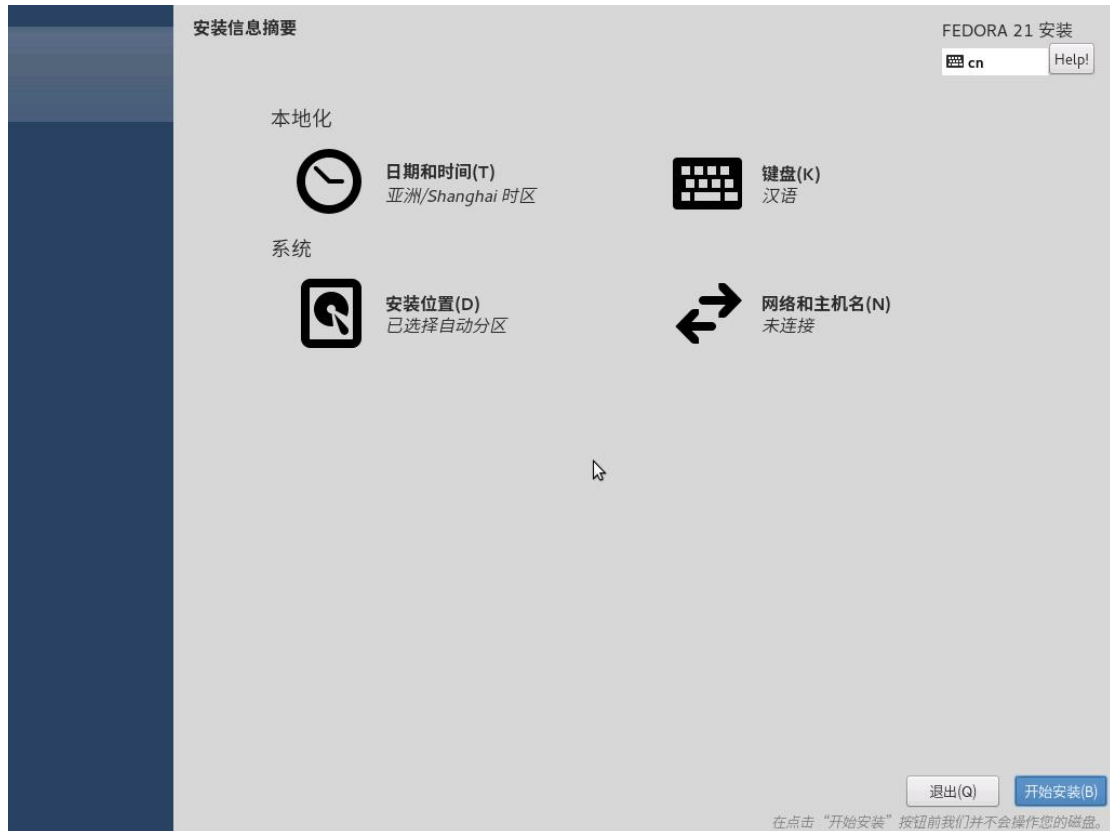 安装信息摘要
FEDORA 21 安装
cn
Help!
本地化
日期和时间(T)
亚洲/Shanghai 时区
键盘(K)
汉语
系统
安装位置(D)
已选择自动分区
网络和主机名(N)
未连接
退出(Q)
开始安装(B)
在点击“开始安装”按钮前我们并不会操作您的磁盘。